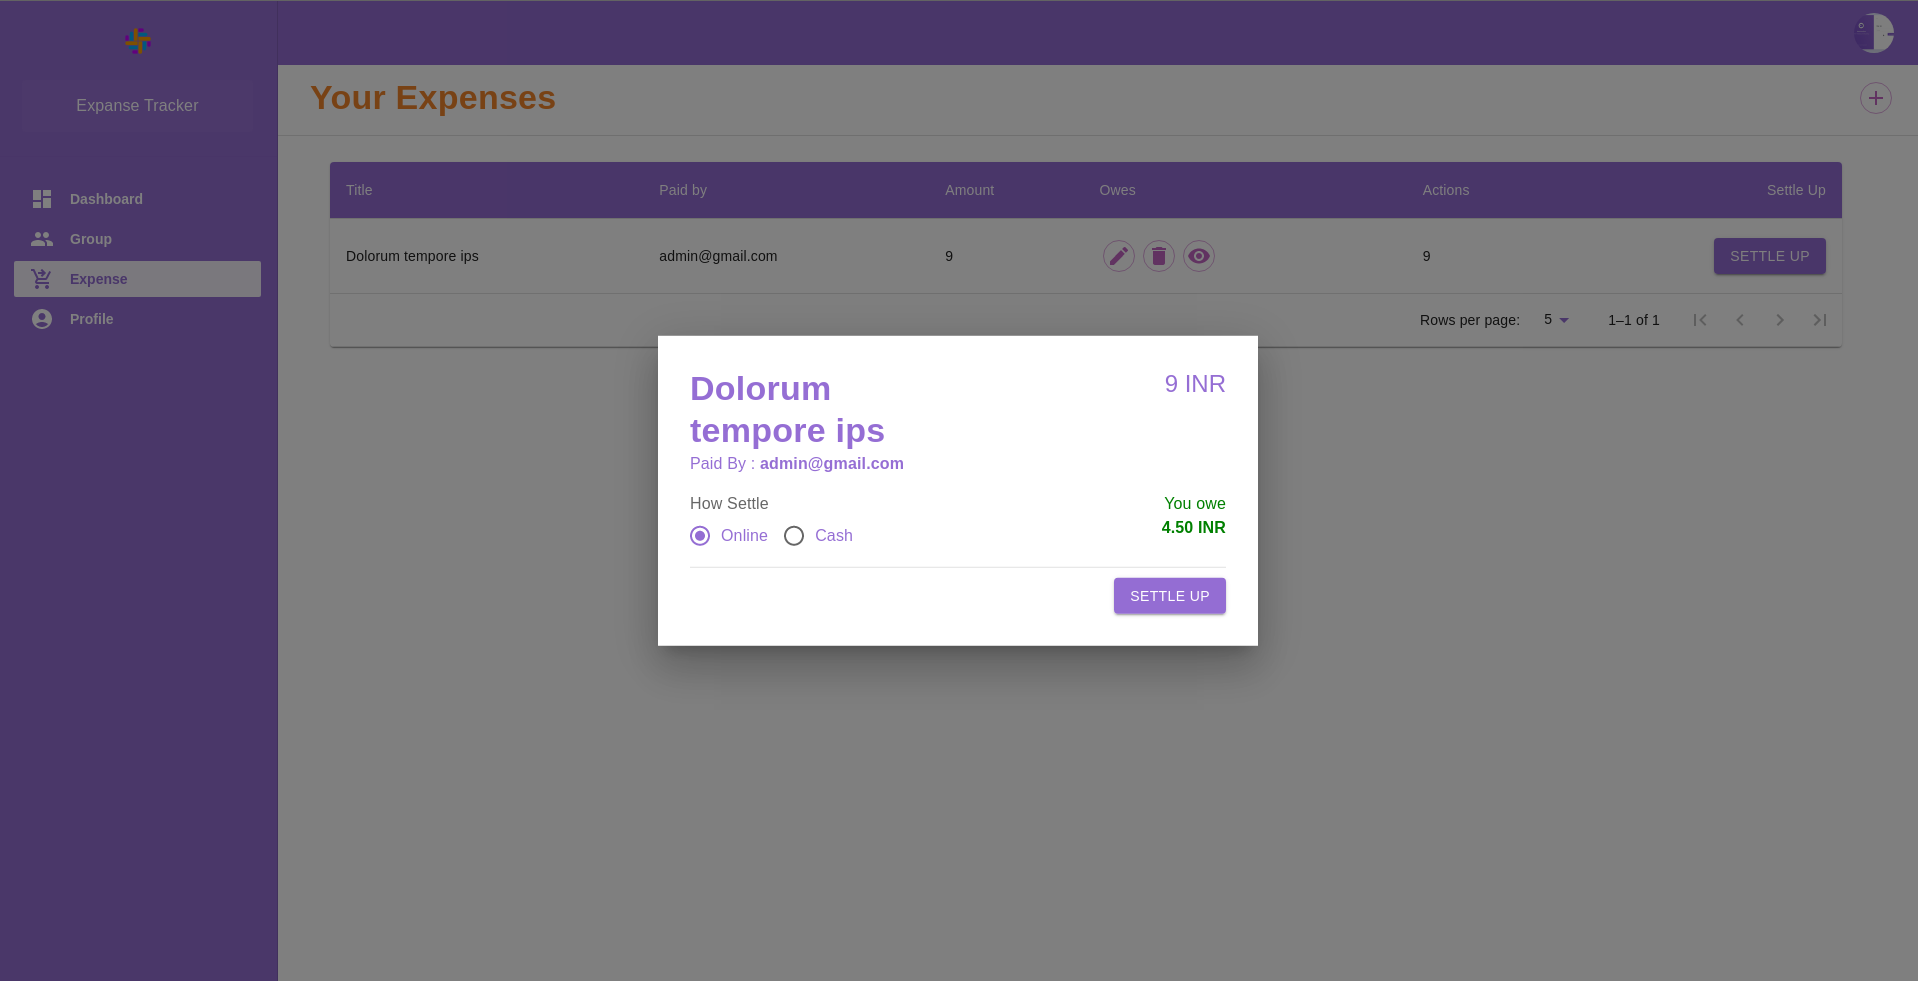 Expanse Tracker
Dashboard
Group
Expense
Profile
Your Expenses
Title Paid by Amount Owes Actions Settle Up
Dolorum tempore ips admin@gmail.com 9 9 SETTLE UP
Rows per page: 5 1–1 of 1
Dolorum
tempore ips
9 INR
Paid By : admin@gmail.com
How Settle
You owe
4.50 INR
Online Cash
SETTLE UP